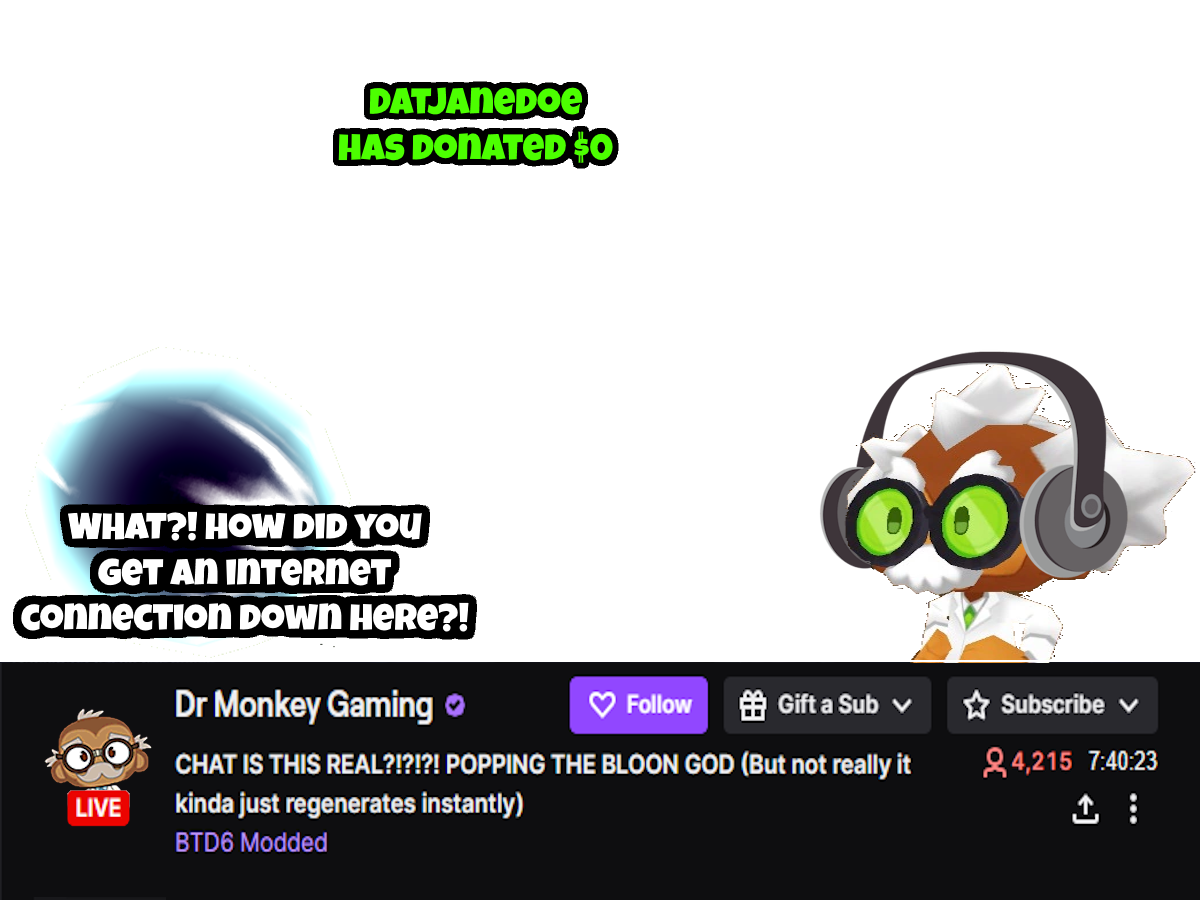 DatJaneDoe
has donated $0
What?! How did you
get an internet
connection down here?!
Dr Monkey Gaming
Follow
Gift a Sub
Subscribe
CHAT IS THIS REAL?!?!?! POPPING THE BLOON GOD (But not really it
kinda just regenerates instantly)
4,215 7:40:23
LIVE
BTD6 Modded